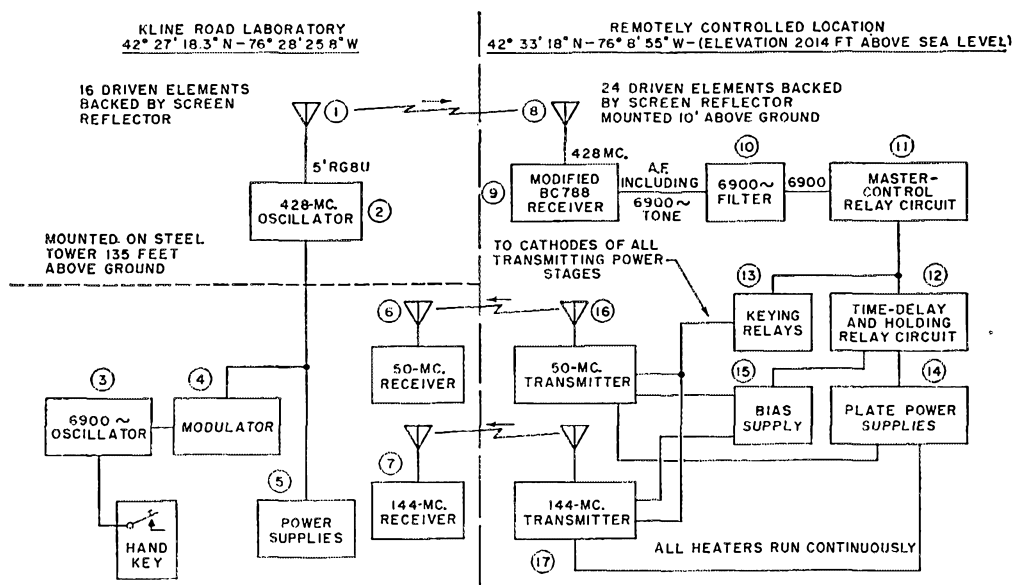 KLINE ROAD LABORATORY
42° 27' 18.3" N-76° 28' 25 8" W
REMOTELY CONTROLLED LOCATION
42° 33' 18" N-76° 8' 55" W-(ELEVATION 2014 FT ABOVE SEA LEVEL)
16 DRIVEN ELEMENTS
BACKED BY SCREEN
REFLECTOR
1
8
24 DRIVEN ELEMENTS BACKED
BY SCREEN REFLECTOR
MOUNTED 10' ABOVE GROUND
5' RG8U
428 MC.
428-MC.
OSCILLATOR
2
9
MODIFIED
BC788
RECEIVER
A.F.
INCLUDING
6900~
TONE
10
6900~
FILTER
6900
11
MASTER-
CONTROL
RELAY CIRCUIT
MOUNTED ON STEEL
TOWER 135 FEET
ABOVE GROUND
TO CATHODES OF ALL
TRANSMITTING POWER
STAGES
13
KEYING
RELAYS
12
TIME-DELAY
AND HOLDING
RELAY CIRCUIT
6
16
50-MC.
RECEIVER
50-MC.
TRANSMITTER
15
BIAS
SUPPLY
14
PLATE POWER
SUPPLIES
3
6900 ~
OSCILLATOR
4
MODULATOR
7
144-MC.
RECEIVER
144-MC.
TRANSMITTER
17
5
POWER
SUPPLIES
HAND
KEY
ALL HEATERS RUN CONTINUOUSLY